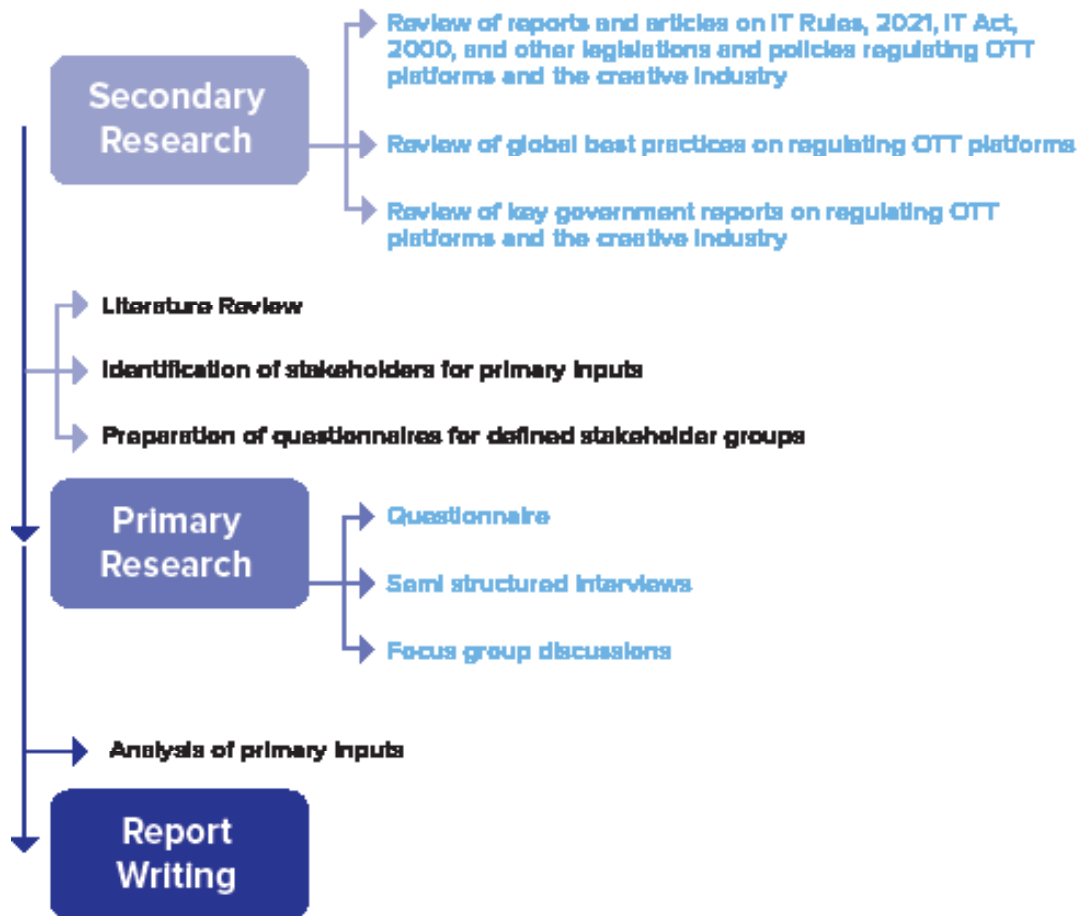 Secondary
Research
Review of reports and articles on IT Rules, 2021, IT Act,
2000, and other legislations and policies regulating OTT
platforms and the creative industry
Review of global best practices on regulating OTT platforms
Review of key government reports on regulating OTT
platforms and the creative industry
Literature Review
Identification of stakeholders for primary inputs
Preparation of questionnaires for defined stakeholder groups
Primary
Research
Questionnaire
Semi structured interviews
Focus group discussions
Analysis of primary inputs
Report
Writing